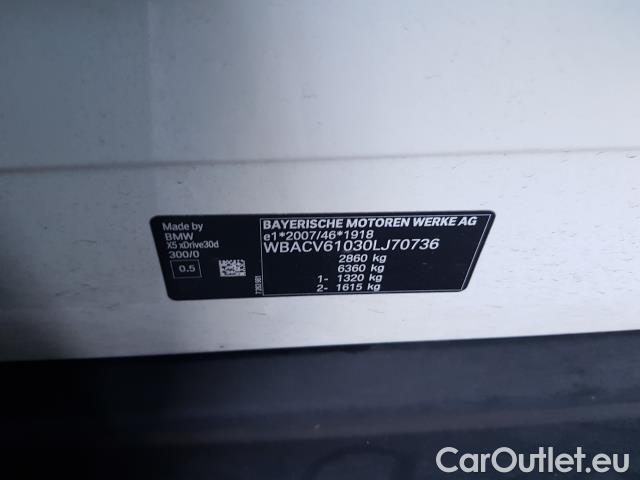 Made by
BMW
X5 xDrive30d
300/0
0.5
BAYERISCHE MOTOREN WERKE AG
e1*2007/46*1918
WBACV61030LJ70736
2860 kg
6360 kg
1- 1320 kg
2- 1615 kg
CarOutlet.eu